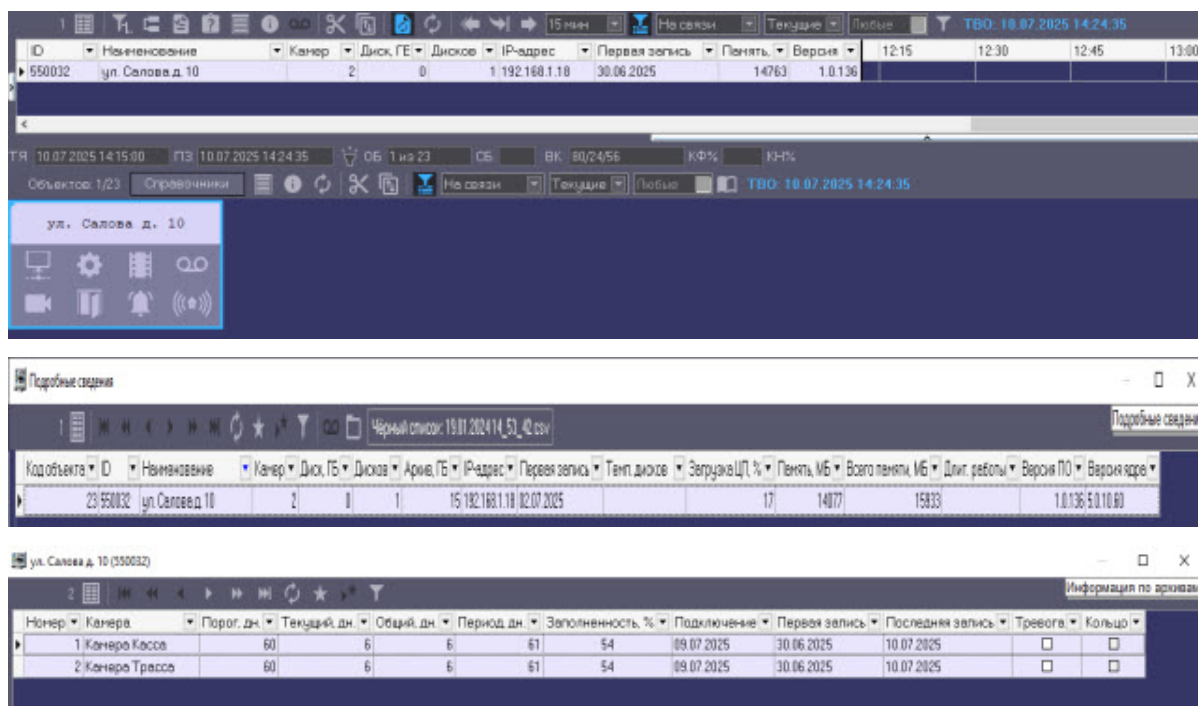 1 15 мин На связи Текущие Любые ТВО: 10.07.2025 14:24:35
ID Наименование Камер Диск, ГБ Дисков IP-адрес Первая запись Память, Версия 12:15 12:30 12:45 13:00
550032 ул. Салова д. 10 2 0 1 192.168.1.18 30.06.2025 14763 1.0.136
ТЯ 10.07.2025 14:15:00 ПЗ 10.07.2025 14:24:35 ОБ 1 из 23 СБ ВК 80/24/56 КФ% КН%
Объектов: 1/23 Справочники На связи Текущие Любые ТВО: 10.07.2025 14:24:35
ул. Салова д. 10
Подробные сведения
1 Чёрный список: 19.01.2024 14_53_42.csv Подробные сведения
Код объекта ID Наименование Камер Диск, ГБ Дисков Архив, ГБ IP-адрес Первая запись Темп. дисков Загрузка ЦП, % Память, МБ Всего памяти, МБ Длит. работы Версия ПО Версия ядра
23 550032 ул. Салова д. 10 2 0 1 15 192.168.1.18 02.07.2025 17 14077 15833 1.0.136 5.0.10.60
ул. Салова д. 10 (550032)
2 Информация по архивам
Номер Камера Порог, дн. Текущий, дн. Общий, дн. Период, дн. Заполненность, % Подключение Первая запись Последняя запись Тревога Кольцо
1 Камера Касса 60 6 6 61 54 09.07.2025 30.06.2025 10.07.2025
2 Камера Трасса 60 6 6 61 54 09.07.2025 30.06.2025 10.07.2025